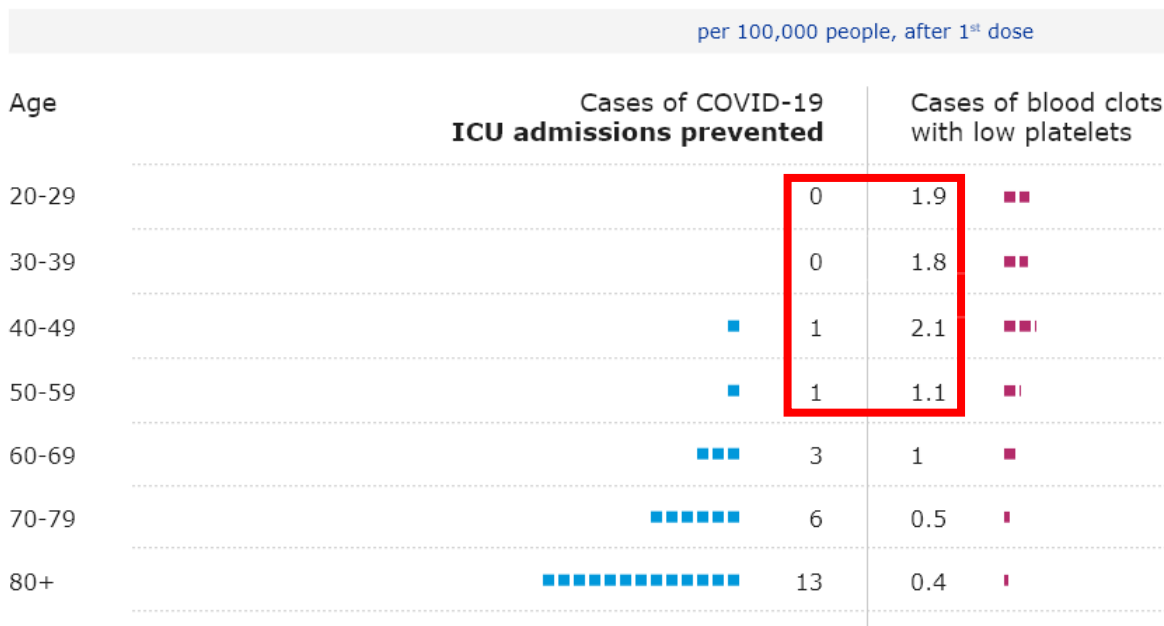 per 100,000 people, after 1st dose
Age
Cases of COVID-19
ICU admissions prevented
Cases of blood clots
with low platelets
20-29 0 1.9
30-39 0 1.8
40-49 1 2.1
50-59 1 1.1
60-69 3 1
70-79 6 0.5
80+ 13 0.4